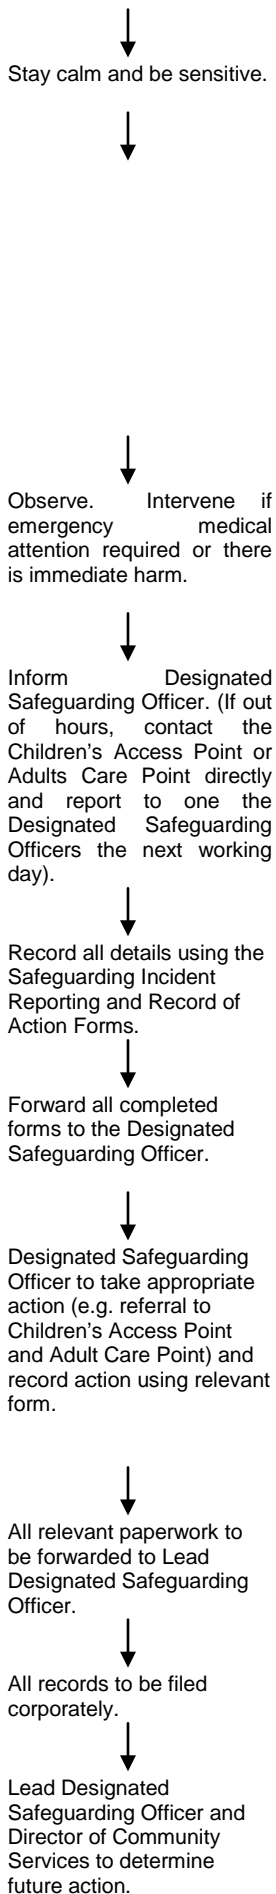 Stay calm and be sensitive.
Observe. Intervene if
emergency medical
attention required or there
is immediate harm.
Inform Designated
Safeguarding Officer. (If out
of hours, contact the
Children’s Access Point or
Adults Care Point directly
and report to one the
Designated Safeguarding
Officers the next working
day).
Record all details using the
Safeguarding Incident
Reporting and Record of
Action Forms.
Forward all completed
forms to the Designated
Safeguarding Officer.
Designated Safeguarding
Officer to take appropriate
action (e.g. referral to
Children’s Access Point
and Adult Care Point) and
record action using relevant
form.
All relevant paperwork to
be forwarded to Lead
Designated Safeguarding
Officer.
All records to be filed
corporately.
Lead Designated
Safeguarding Officer and
Director of Community
Services to determine
future action.